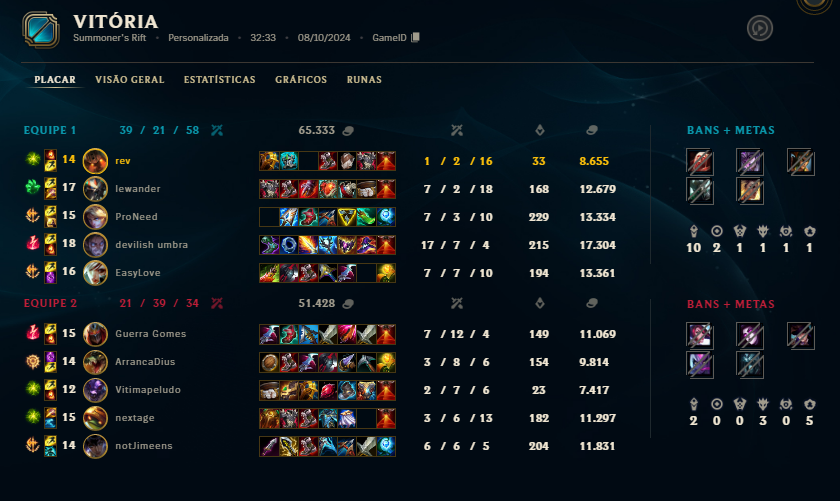 VITÓRIA
Summoner's Rift • Personalizada • 32:33 • 08/10/2024 • GameID
PLACAR VISÃO GERAL ESTATÍSTICAS GRÁFICOS RUNAS
EQUIPE 1 39 / 21 / 58 65.333 BANS + METAS
14 rev 1 / 2 / 16 33 8.655
17 lewander 7 / 2 / 18 168 12.679
15 ProNeed 7 / 3 / 10 229 13.334
18 devilish umbra 17 / 7 / 4 215 17.304
10 2 1 1 1 1
16 EasyLove 7 / 7 / 10 194 13.361
EQUIPE 2 21 / 39 / 34 51.428 BANS + METAS
15 Guerra Gomes 7 / 12 / 4 149 11.069
14 ArrancaDius 3 / 8 / 6 154 9.814
12 Vitimapeludo 2 / 7 / 6 23 7.417
15 nextage 3 / 6 / 13 182 11.297
2 0 0 3 0 5
14 notJimeens 6 / 6 / 5 204 11.831